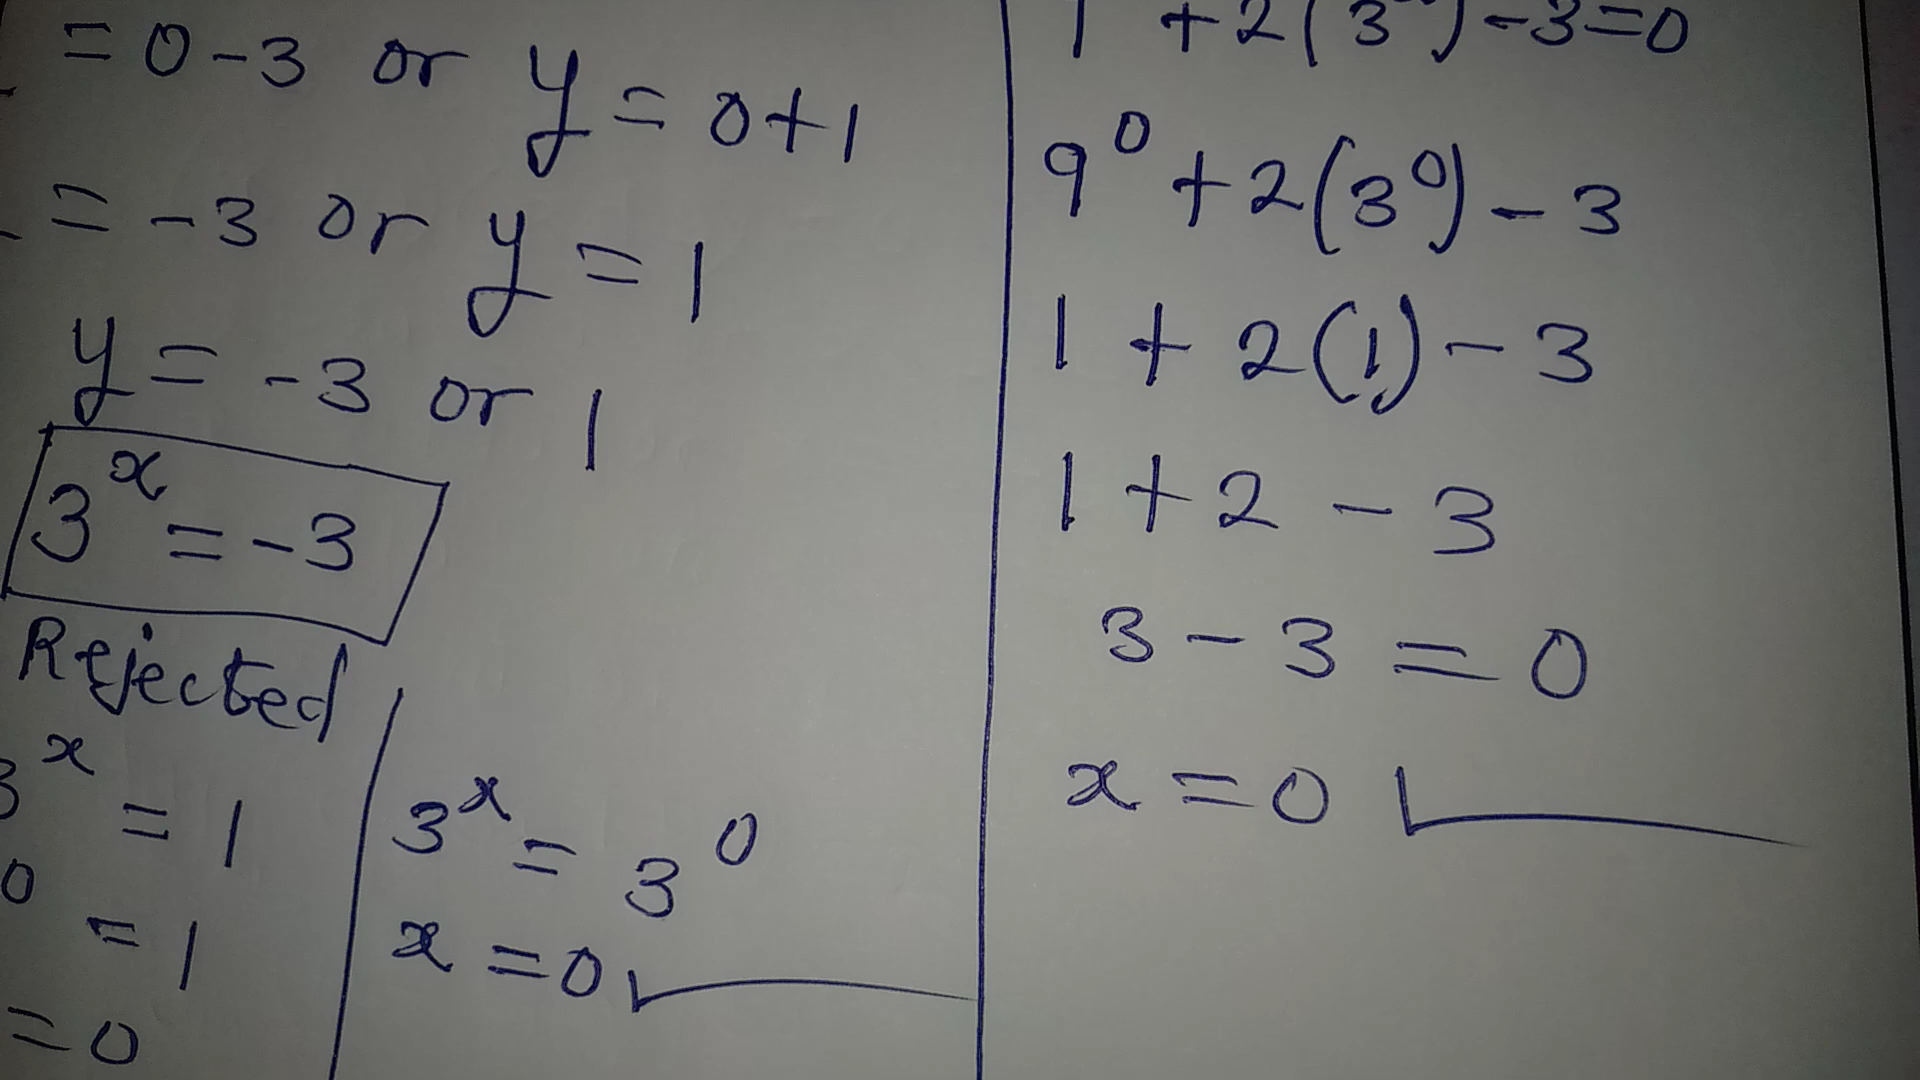 = 0 - 3 or y = 0 + 1
= -3 or y = 1
y = -3 or 1
3^x = -3
Rejected
3^x = 1
0 = 1
= 0
3^x = 3^0
x = 0
+ 2(3 ) - 3 = 0
9^0 + 2(3^0) - 3
1 + 2(1) - 3
1 + 2 - 3
3 - 3 = 0
x = 0